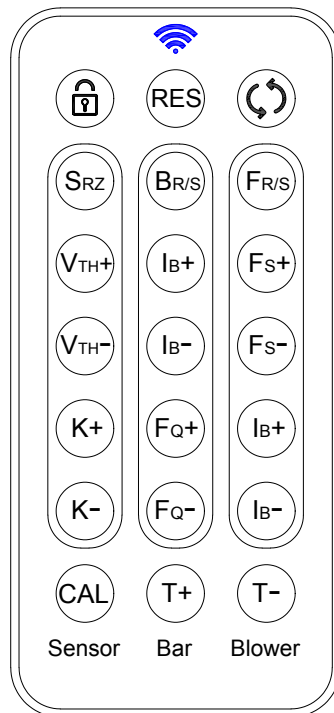 RES
SRZ BR/S FR/S
VTH+ IB+ FS+
VTH- IB- FS-
K+ FQ+ IB+
K- FQ- IB-
CAL T+ T-
Sensor Bar Blower